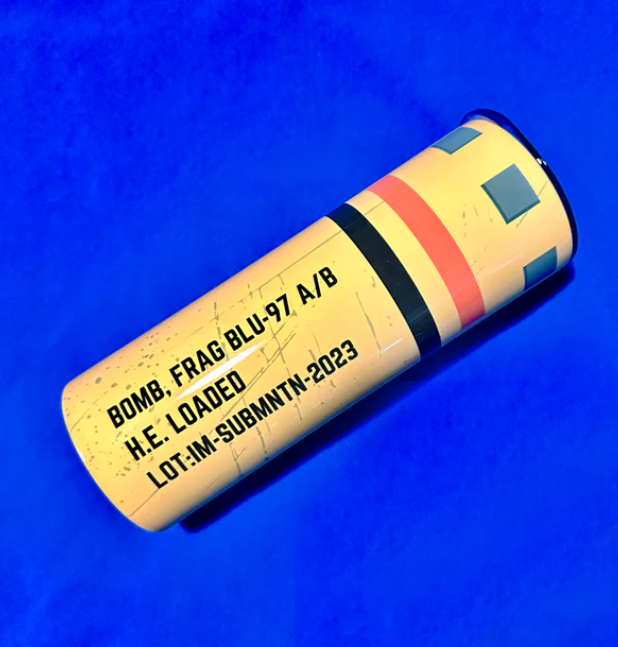 BOMB, FRAG BLU-97 A/B
H.E. LOADED
LOT:IM-SUBMNTN-2023